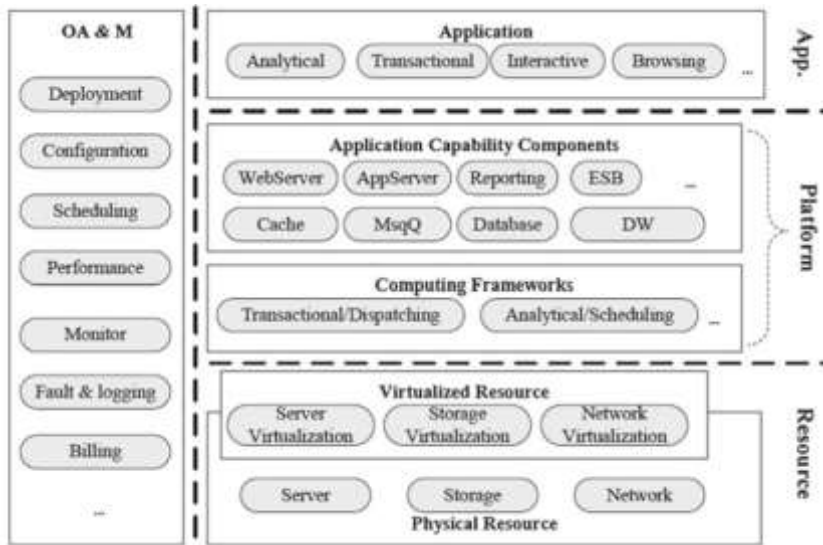 OA & M
Deployment
Configuration
Scheduling
Performance
Monitor
Fault & logging
Billing
...
Application
Analytical Transactional Interactive Browsing ...
App.
Application Capability Components
WebServer AppServer Reporting ESB ...
Cache MsqQ Database DW
Computing Frameworks
Transactional/Dispatching Analytical/Scheduling ...
Platform
Virtualized Resource
Server Virtualization Storage Virtualization Network Virtualization
Server Storage Network
Physical Resource
Resource